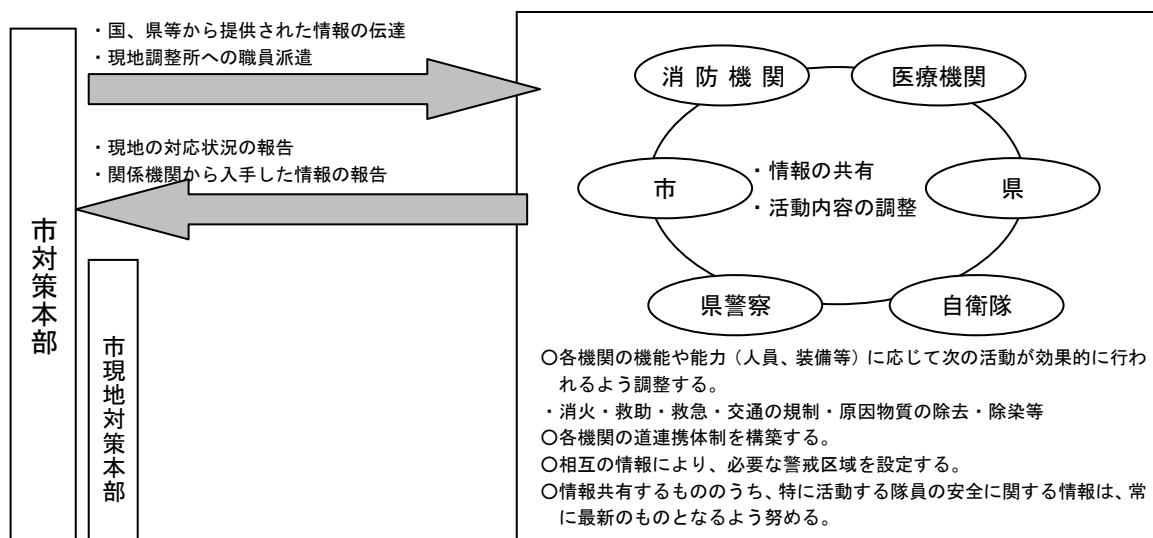 ・国、県等から提供された情報の伝達
・現地調整所への職員派遣
・現地の対応状況の報告
・関係機関から入手した情報の報告
市対策本部
市現地対策本部
消防機関
医療機関
市
・情報の共有
・活動内容の調整
県
県警察
自衛隊
○各機関の機能や能力（人員、装備等）に応じて次の活動が効果的に行わ
れるよう調整する。
・消火・救助・救急・交通の規制・原因物質の除去・除染等
○各機関の道連携体制を構築する。
○相互の情報により、必要な警戒区域を設定する。
○情報共有するもののうち、特に活動する隊員の安全に関する情報は、常
に最新のものとなるよう努める。